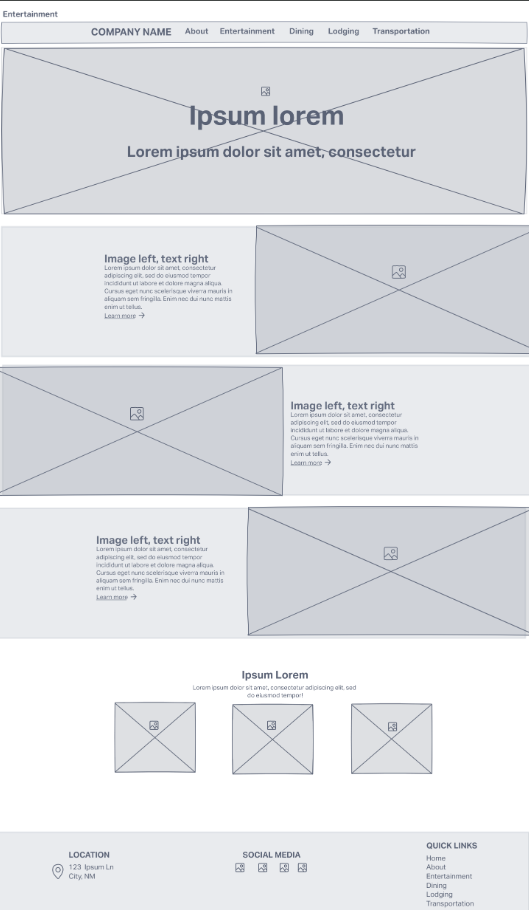 Entertainment
COMPANY NAME About Entertainment Dining Lodging Transportation
Ipsum lorem
Lorem ipsum dolor sit amet, consectetur
Image left, text right
Lorem ipsum dolor sit amet, consectetur
adipiscing elit, sed do eiusmod tempor
incididunt ut labore et dolore magna aliqua.
Cursus eget nunc scelerisque viverra mauris in
aliquam sem fringilla. Enim nec dui nunc mattis
enim ut tellus.
Learn more
Image left, text right
Lorem ipsum dolor sit amet, consectetur
adipiscing elit, sed do eiusmod tempor
incididunt ut labore et dolore magna aliqua.
Cursus eget nunc scelerisque viverra mauris in
aliquam sem fringilla. Enim nec dui nunc mattis
enim ut tellus.
Learn more
Image left, text right
Lorem ipsum dolor sit amet, consectetur
adipiscing elit, sed do eiusmod tempor
incididunt ut labore et dolore magna aliqua.
Cursus eget nunc scelerisque viverra mauris in
aliquam sem fringilla. Enim nec dui nunc mattis
enim ut tellus.
Learn more
Ipsum Lorem
Lorem ipsum dolor sit amet, consectetur adipiscing elit, sed
do eiusmod tempor!
LOCATION
123 Ipsum Ln
City, NM
SOCIAL MEDIA
QUICK LINKS
Home
About
Entertainment
Dining
Lodging
Transportation